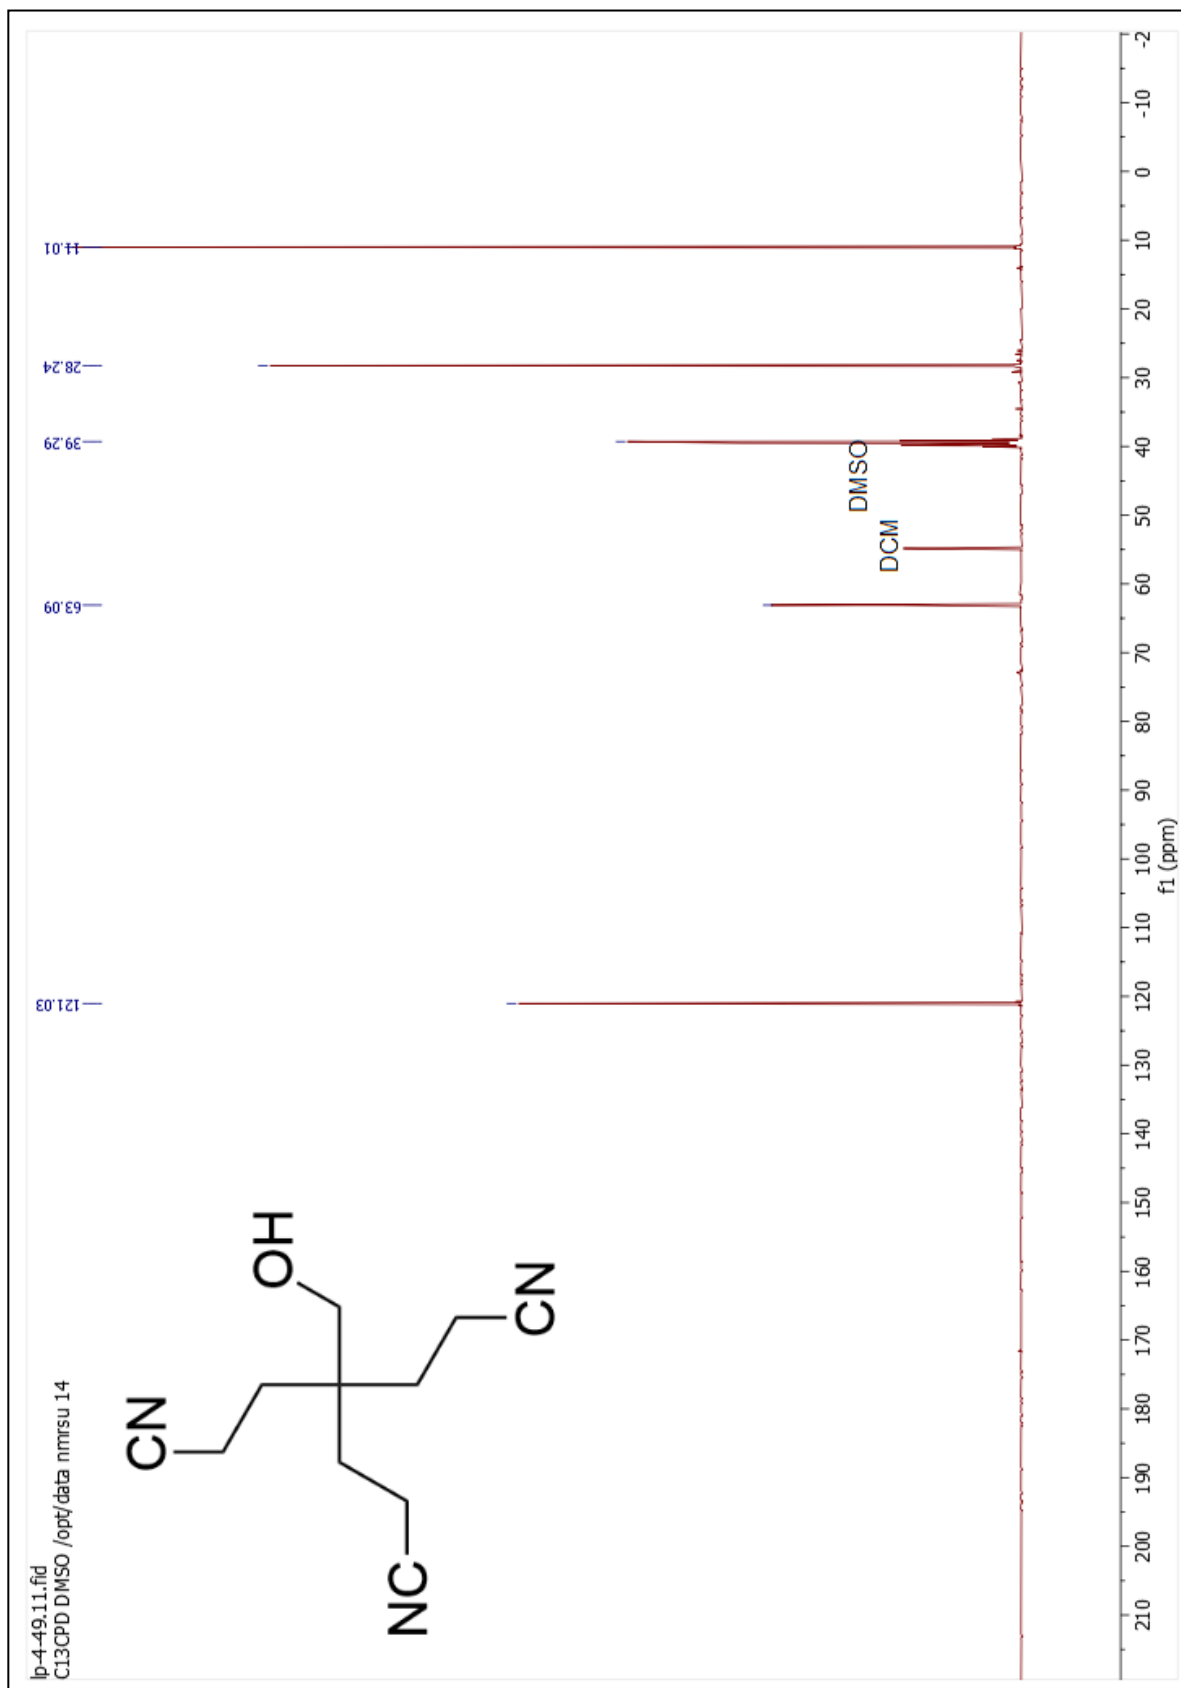 lp-4-49.11.fid
C13CPD DMSO /opt/data nmrsu 14
121.03
63.09
39.29
28.24
11.01
CN
OH
NC
CN
DCM
DMSO
210 200 190 180 170 160 150 140 130 120 110 100 90 80 70 60 50 40 30 20 10 0 -10 -2
f1 (ppm)